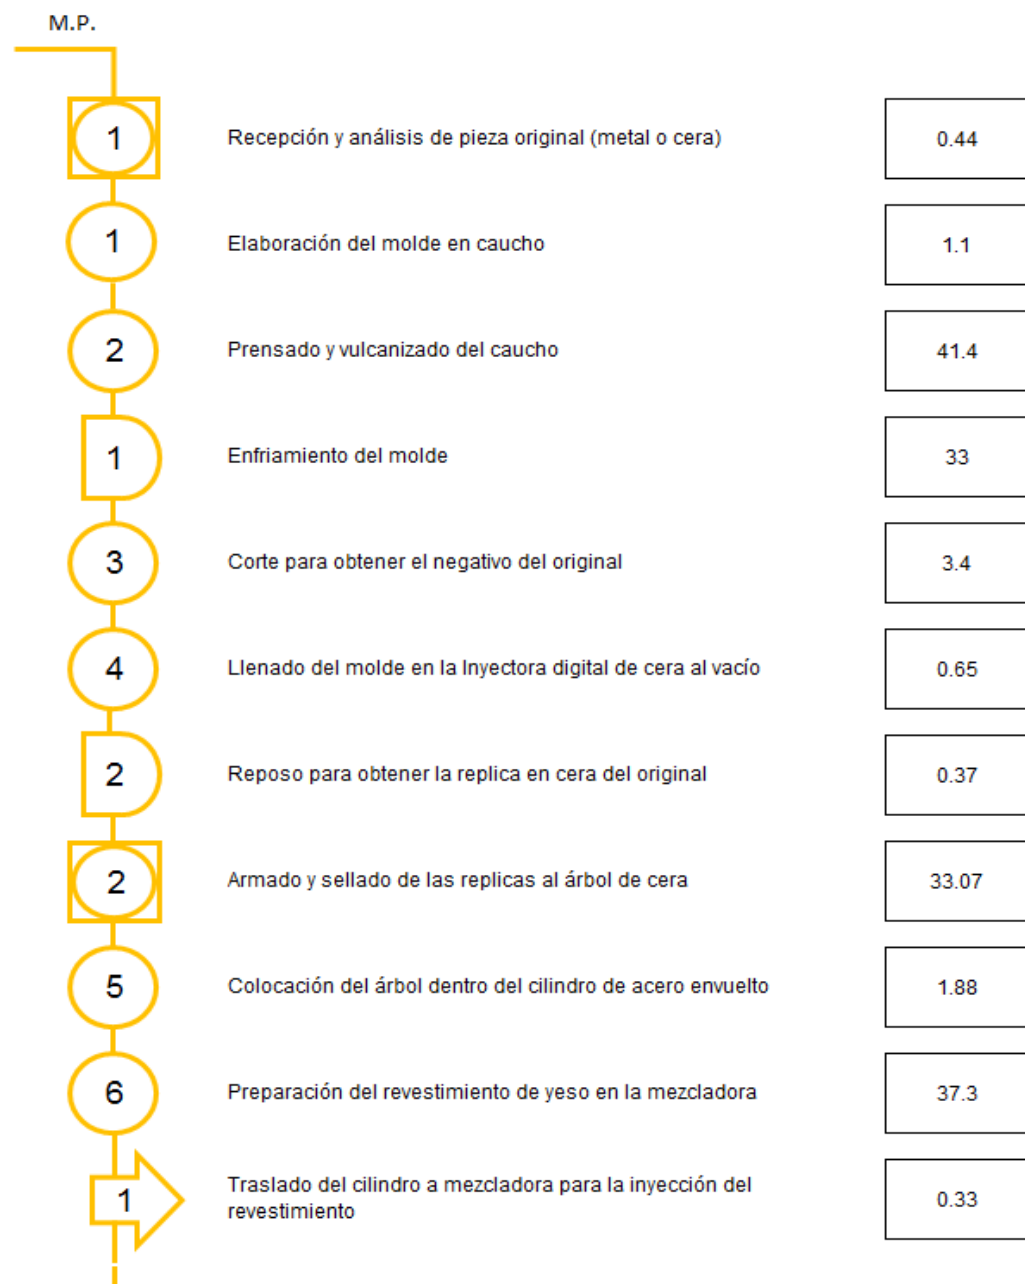 M.P.
1 Recepción y análisis de pieza original (metal o cera) 0.44
1 Elaboración del molde en caucho 1.1
2 Prensado y vulcanizado del caucho 41.4
1 Enfriamiento del molde 33
3 Corte para obtener el negativo del original 3.4
4 Llenado del molde en la Inyectora digital de cera al vacío 0.65
2 Reposo para obtener la replica en cera del original 0.37
2 Armado y sellado de las replicas al árbol de cera 33.07
5 Colocación del árbol dentro del cilindro de acero envuelto 1.88
6 Preparación del revestimiento de yeso en la mezcladora 37.3
1 Traslado del cilindro a mezcladora para la inyección del
revestimiento 0.33